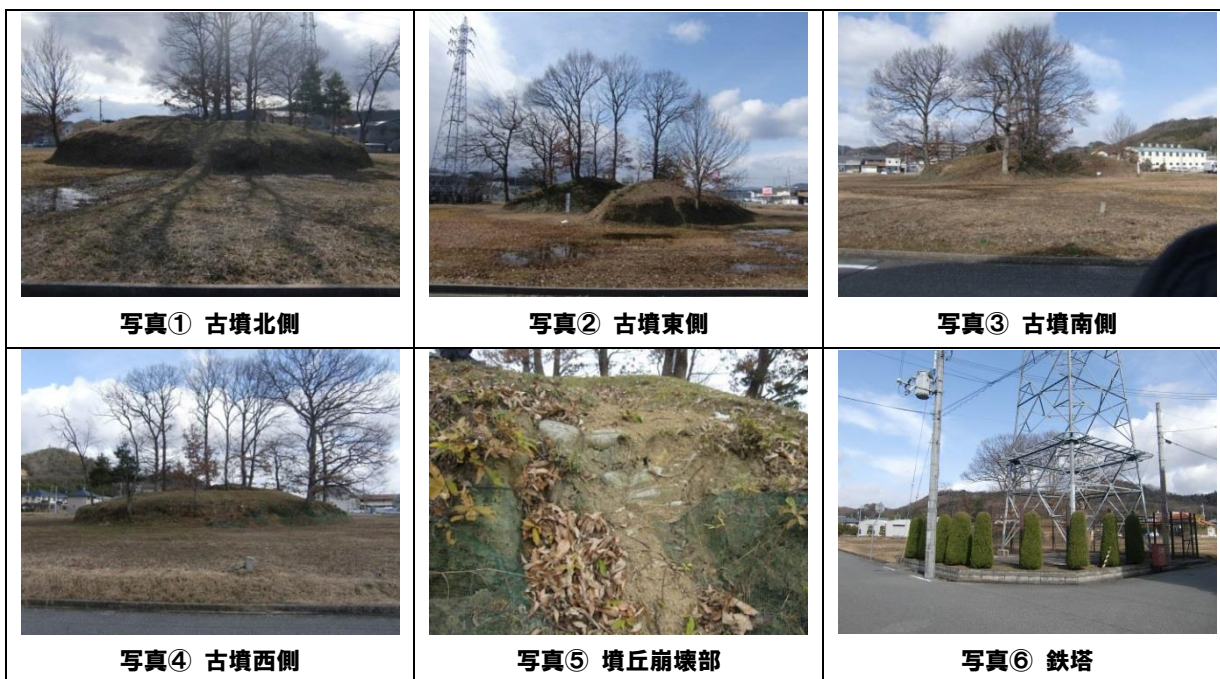 写真① 古墳北側
写真② 古墳東側
写真③ 古墳南側
写真④ 古墳西側
写真⑤ 墳丘崩壊部
写真⑥ 鉄塔